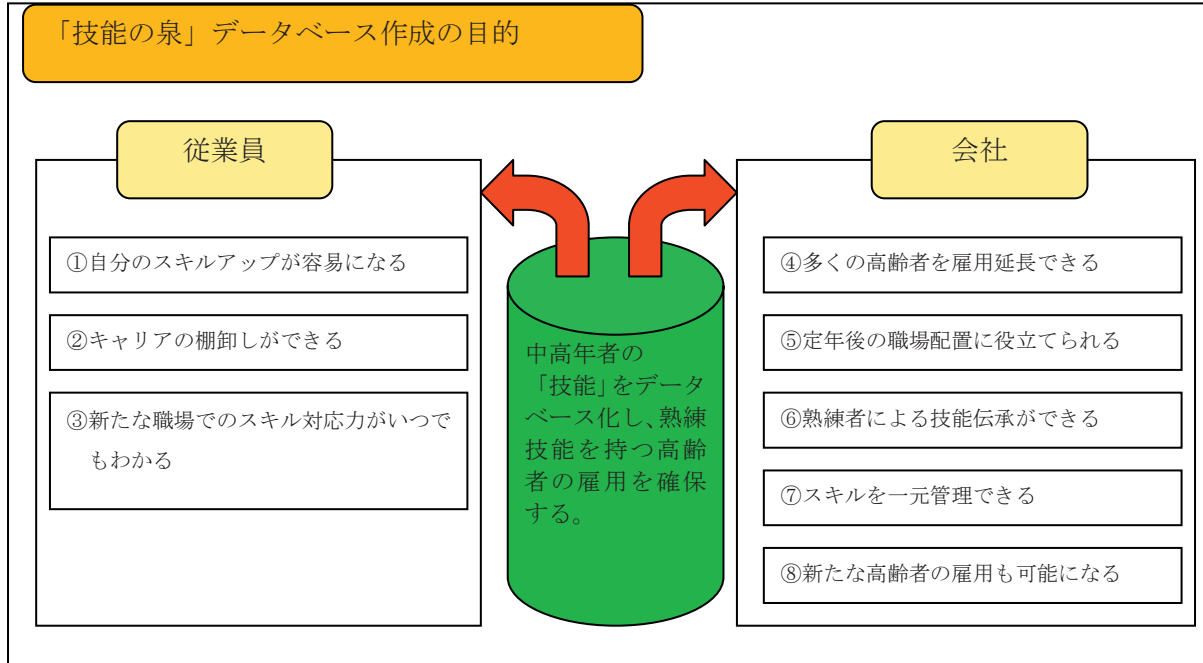 「技能の泉」データベース作成の目的
従業員
①自分のスキルアップが容易になる
②キャリアの棚卸しができる
③新たな職場でのスキル対応力がいつで
もわかる
中高年者の
「技能」をデータ
ベース化し、熟練
技能を持つ高齢
者の雇用を確保
する。
会社
④多くの高齢者を雇用延長できる
⑤定年後の職場配置に役立てられる
⑥熟練者による技能伝承ができる
⑦スキルを一元管理できる
⑧新たな高齢者の雇用も可能になる